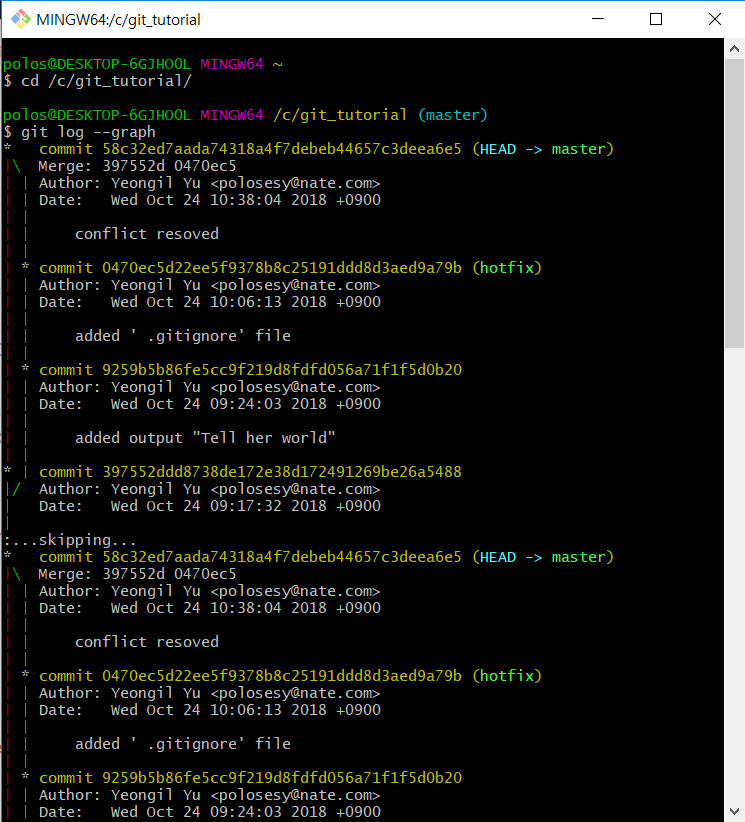 MINGW64:/c/git_tutorial
polos@DESKTOP-6GJHOOL MINGW64 ~
$ cd /c/git_tutorial/
polos@DESKTOP-6GJHOOL MINGW64 /c/git_tutorial (master)
$ git log --graph
*   commit 58c32ed7aada74318a4f7debeb44657c3deea6e5 (HEAD -> master)
|\  Merge: 397552d 0470ec5
| | Author: Yeongil Yu <polosesy@nate.com>
| | Date:   Wed Oct 24 10:38:04 2018 +0900
| |
| |     conflict resoved
| |
| * commit 0470ec5d22ee5f9378b8c25191ddd8d3aed9a79b (hotfix)
| | Author: Yeongil Yu <polosesy@nate.com>
| | Date:   Wed Oct 24 10:06:13 2018 +0900
| |
| |     added ' .gitignore' file
| |
| * commit 9259b5b86fe5cc9f219d8fdfd056a71f1f5d0b20
| | Author: Yeongil Yu <polosesy@nate.com>
| | Date:   Wed Oct 24 09:24:03 2018 +0900
| |
| |     added output "Tell her world"
| |
* | commit 397552ddd8738de172e38d172491269be26a5488
|/  Author: Yeongil Yu <polosesy@nate.com>
|   Date:   Wed Oct 24 09:17:32 2018 +0900
|
:...skipping...
*   commit 58c32ed7aada74318a4f7debeb44657c3deea6e5 (HEAD -> master)
|\  Merge: 397552d 0470ec5
| | Author: Yeongil Yu <polosesy@nate.com>
| | Date:   Wed Oct 24 10:38:04 2018 +0900
| |
| |     conflict resoved
| |
| * commit 0470ec5d22ee5f9378b8c25191ddd8d3aed9a79b (hotfix)
| | Author: Yeongil Yu <polosesy@nate.com>
| | Date:   Wed Oct 24 10:06:13 2018 +0900
| |
| |     added ' .gitignore' file
| |
| * commit 9259b5b86fe5cc9f219d8fdfd056a71f1f5d0b20
| | Author: Yeongil Yu <polosesy@nate.com>
| | Date:   Wed Oct 24 09:24:03 2018 +0900